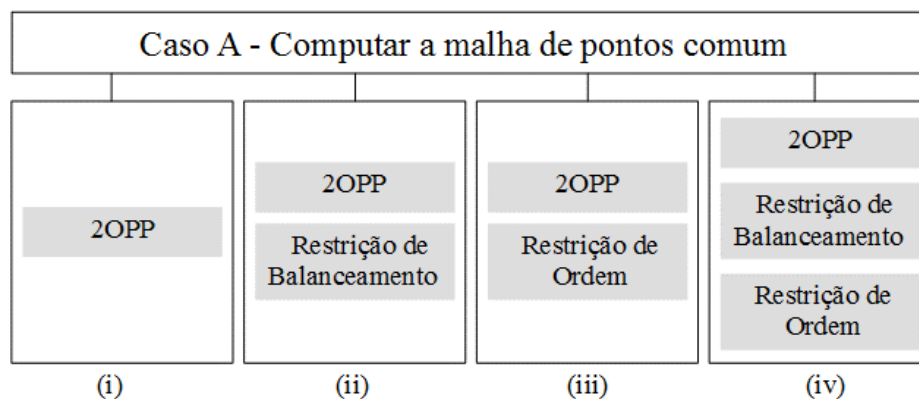 Caso A - Computar a malha de pontos comum
2OPP
(i)
2OPP
Restrição de
Balanceamento
(ii)
2OPP
Restrição de
Ordem
(iii)
2OPP
Restrição de
Balanceamento
Restrição de
Ordem
(iv)